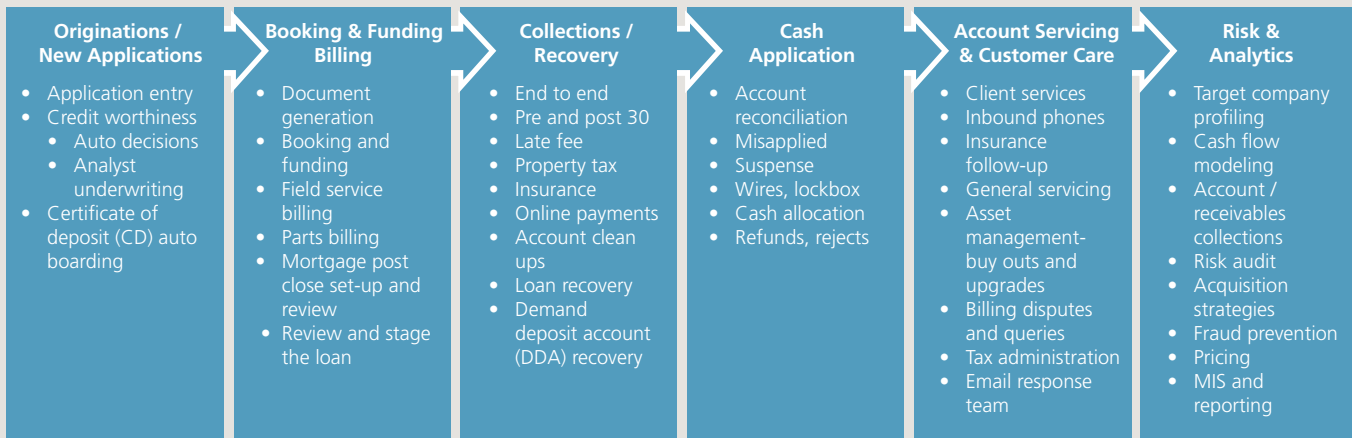 Originations /
New Applications
• Application entry
• Credit worthiness
• Auto decisions
• Analyst
underwriting
• Certificate of
deposit (CD) auto
boarding
Booking & Funding
Billing
• Document
generation
• Booking and
funding
• Field service
billing
• Parts billing
• Mortgage post
close set-up and
review
• Review and stage
the loan
Collections /
Recovery
• End to end
• Pre and post 30
• Late fee
• Property tax
• Insurance
• Online payments
• Account clean
ups
• Loan recovery
• Demand
deposit account
(DDA) recovery
Cash
Application
• Account
reconciliation
• Misapplied
• Suspense
• Wires, lockbox
• Cash allocation
• Refunds, rejects
Account Servicing
& Customer Care
• Client services
• Inbound phones
• Insurance
follow-up
• General servicing
• Asset
management-
buy outs and
upgrades
• Billing disputes
and queries
• Tax administration
• Email response
team
Risk &
Analytics
• Target company
profiling
• Cash flow
modeling
• Account /
receivables
collections
• Risk audit
• Acquisition
strategies
• Fraud prevention
• Pricing
• MIS and
reporting